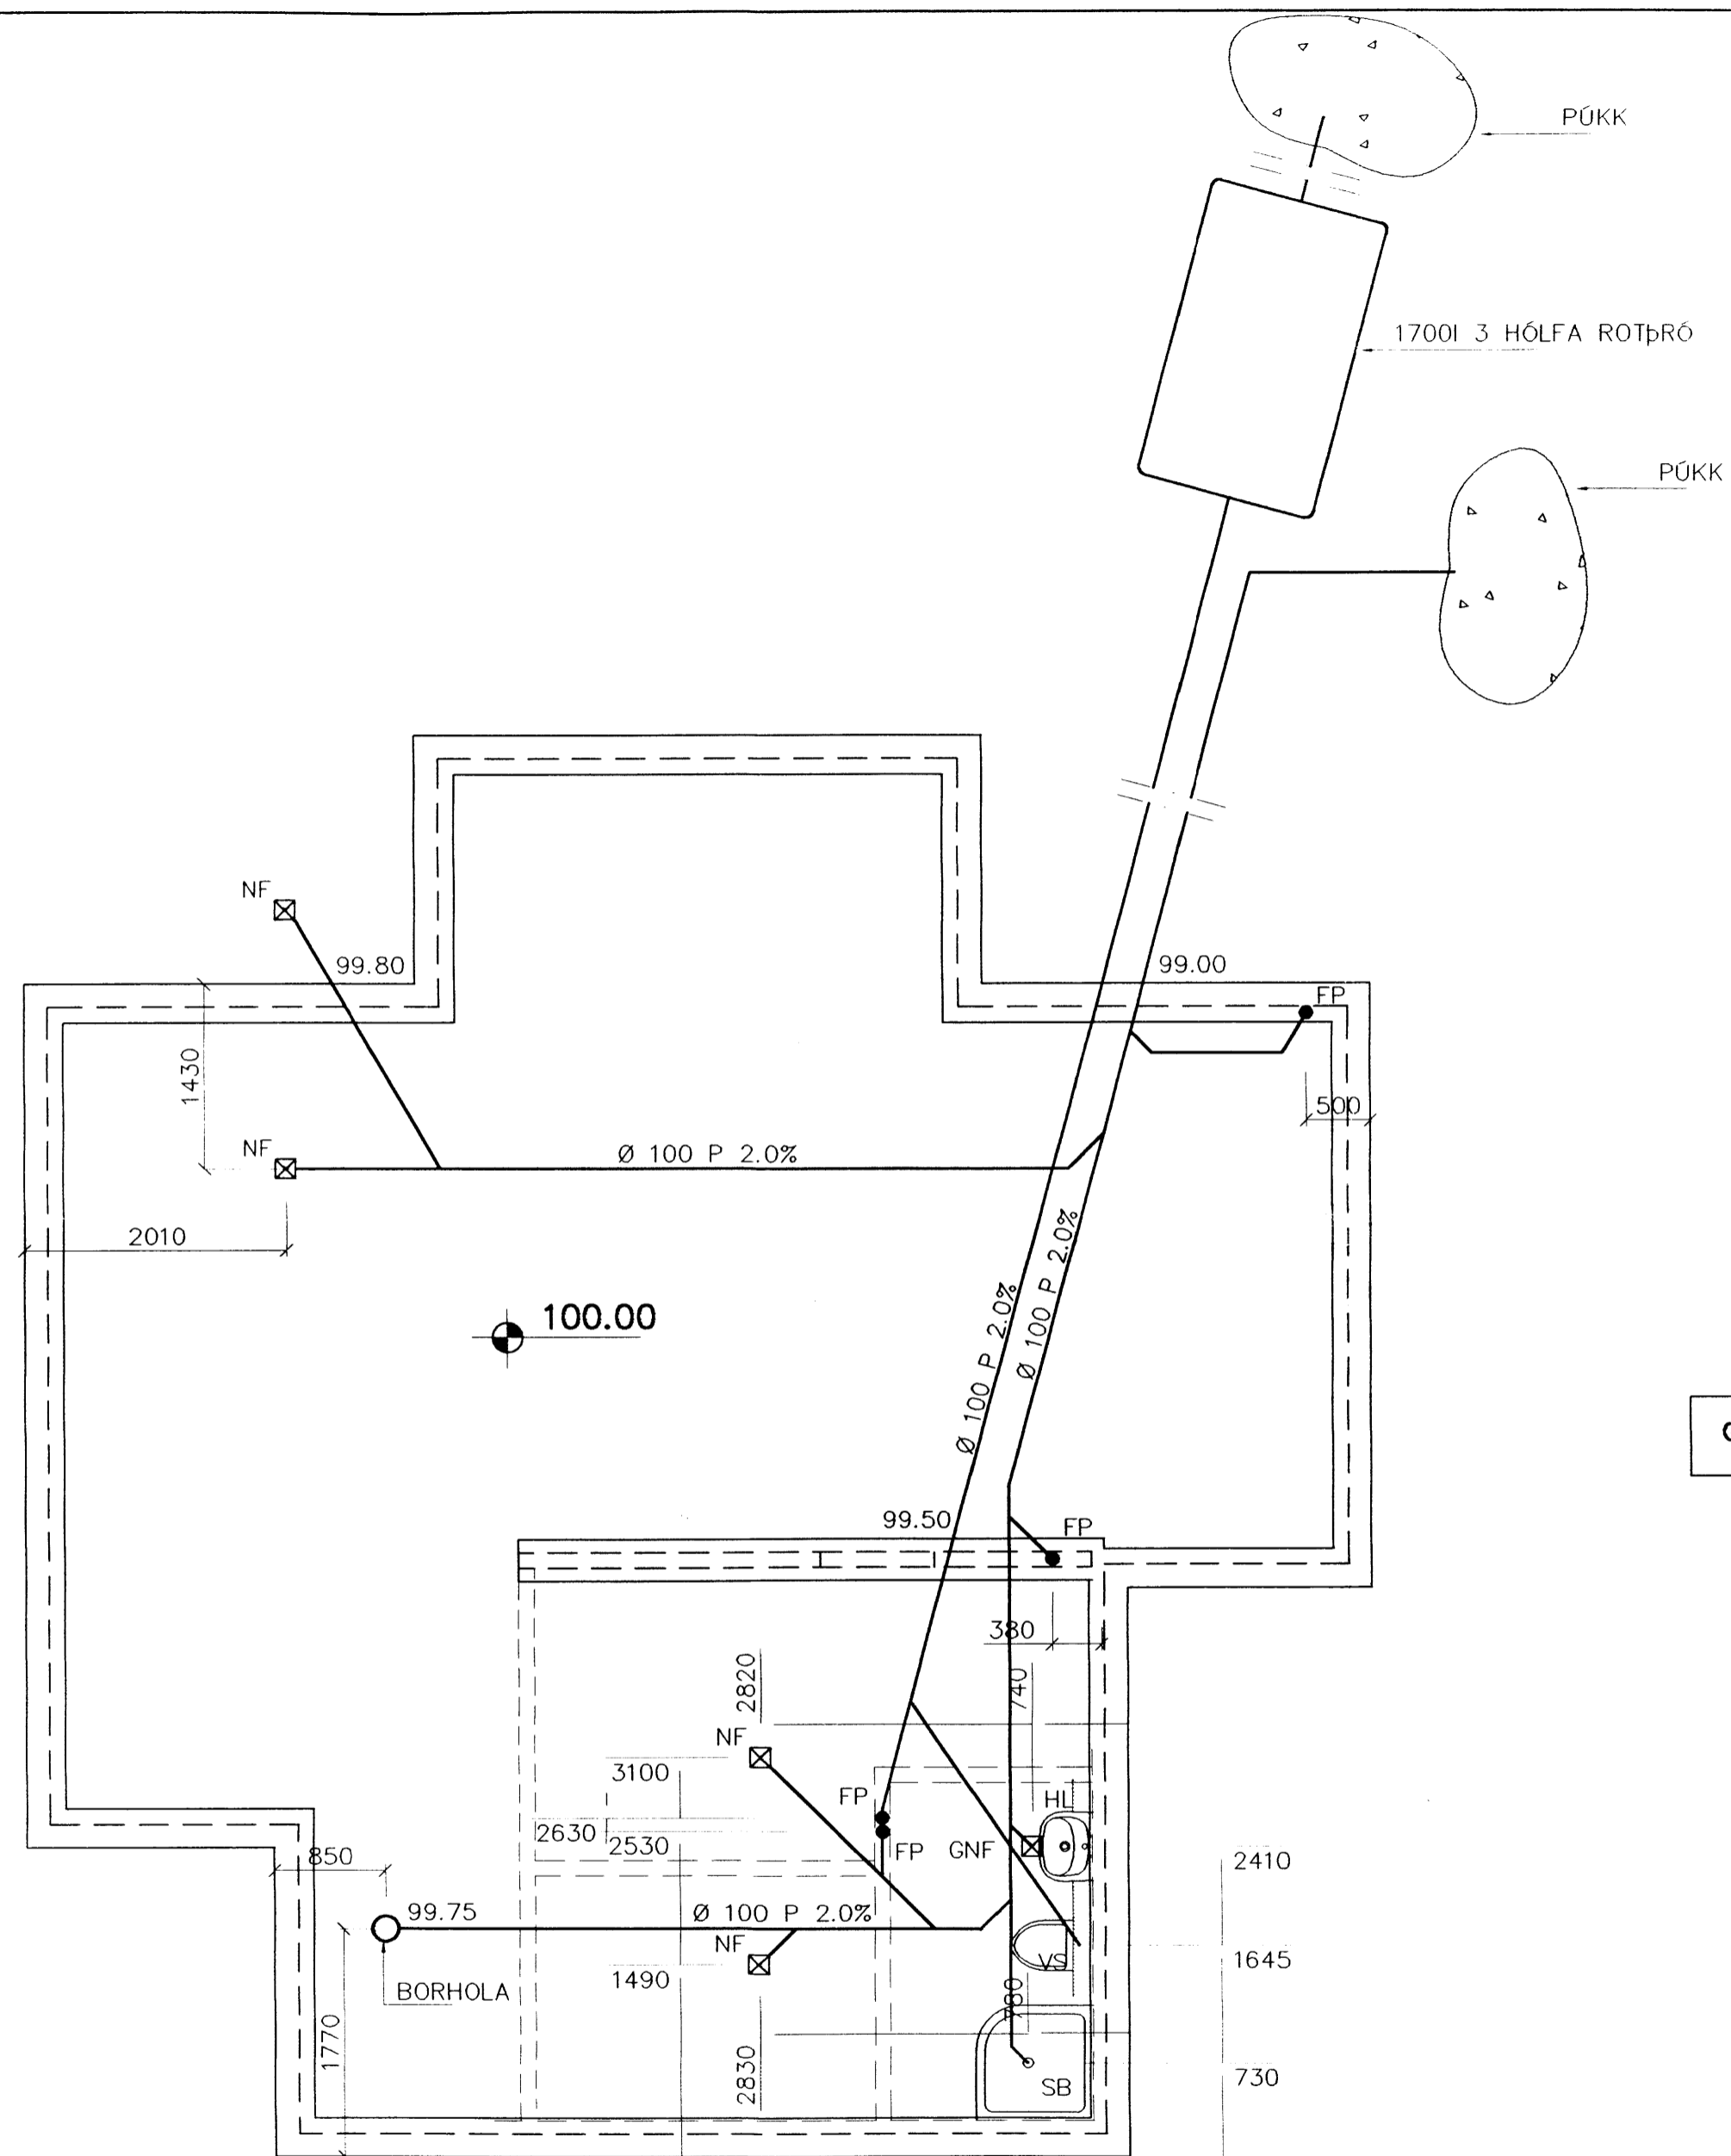 PÚKK
1700l 3 HÓLFA ROTÞRÓ
PÚKK
NF
99.80
99.00
FP
1430
500
NF
Ø 100 P 2.0%
2010
Ø 100 P 2.0%
100.00
Ø 100 P 2.0%
99.50
FP
380
2820
740
NF
3100
FP
HL
2630
2530
FP
GNF
850
2410
99.75
Ø 100 P 2.0%
NF
VS
1645
BORHOLA
1490
780
1770
2830
SB
730